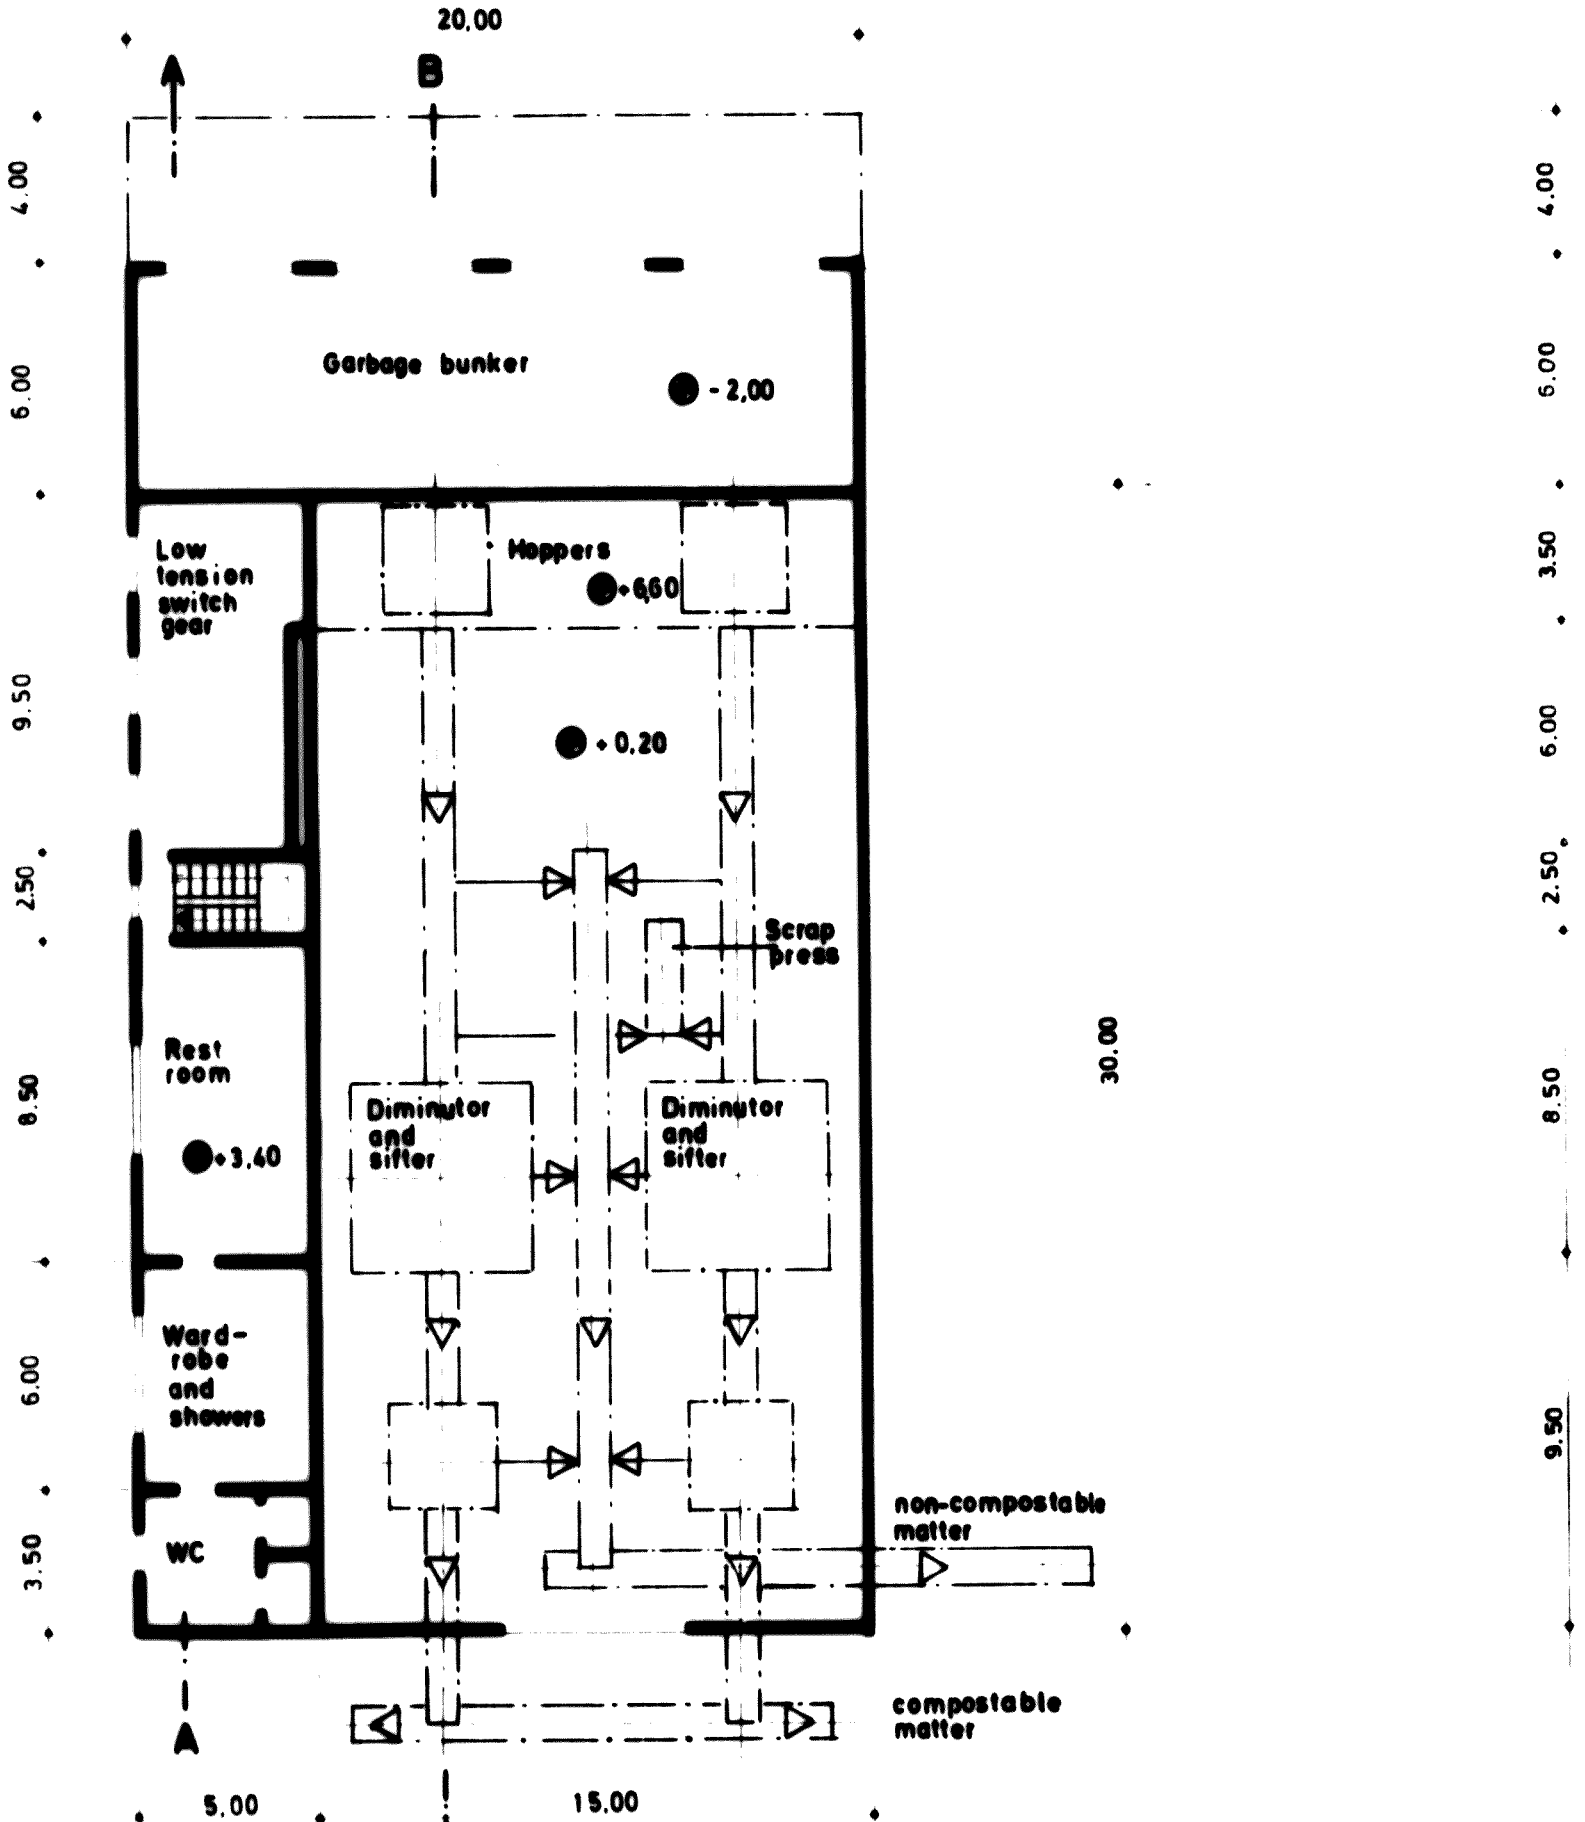 20,00
B
4.00
4.00
6.00
Garbage bunker
- 2,00
6.00
Low
tension
switch
gear
Hoppers
+6,60
3.50
9.50
+ 0.20
6.00
2.50
2.50
Scrap
press
Rest
room
+3,40
8.50
Diminutor
and
sifter
Diminutor
and
sifter
30.00
8.50
Ward-
robe
and
showers
6.00
9.50
WC
3.50
non-compostable
matter
compostable
matter
A
5,00
15,00